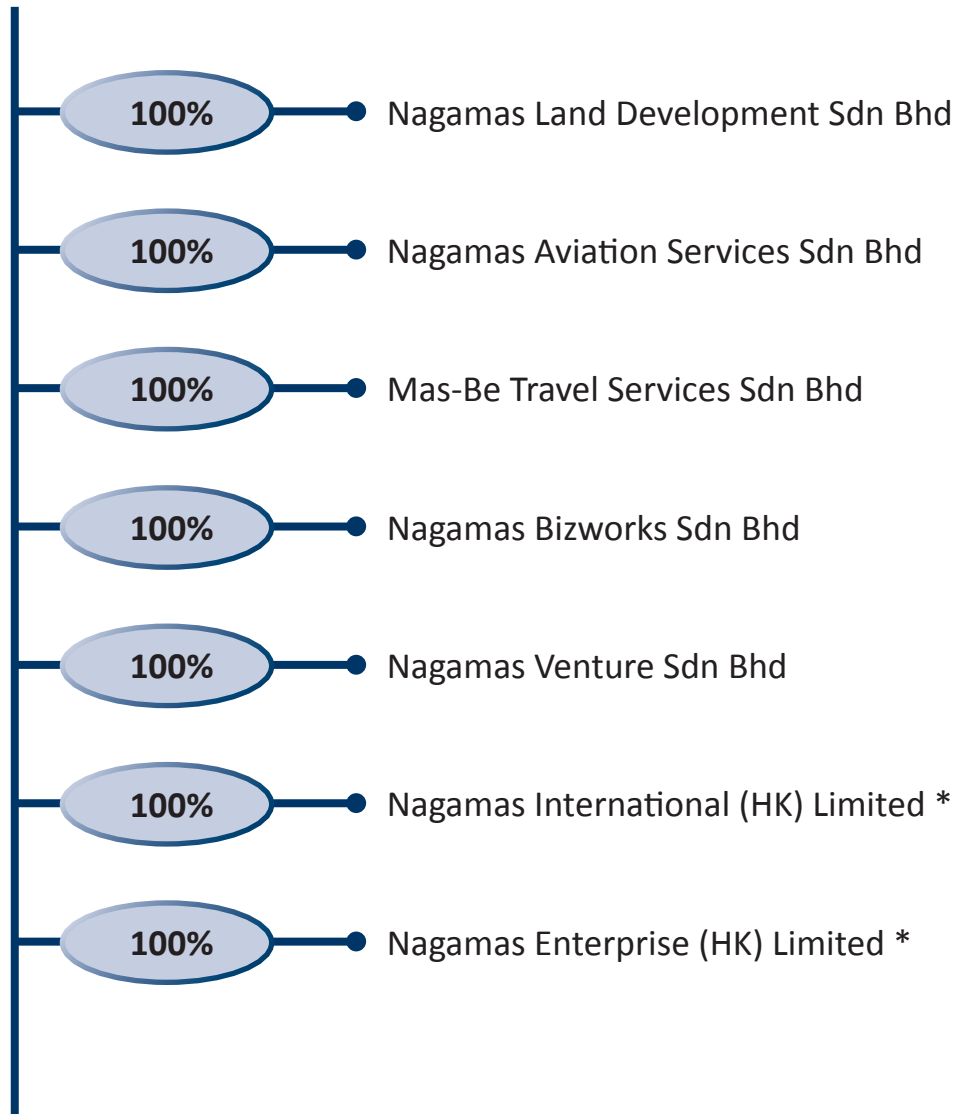 100% Nagamas Land Development Sdn Bhd
100% Nagamas Aviation Services Sdn Bhd
100% Mas-Be Travel Services Sdn Bhd
100% Nagamas Bizworks Sdn Bhd
100% Nagamas Venture Sdn Bhd
100% Nagamas International (HK) Limited *
100% Nagamas Enterprise (HK) Limited *